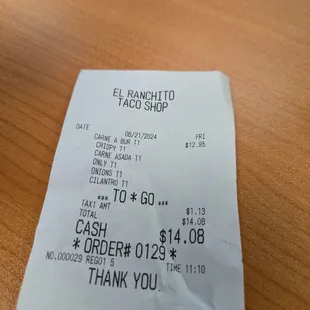 EL RANCHITO
TACO SHOP
DATE 06/21/2024 FRI
CARNE A BUR T1 $12.95
CRISPY T1
CARNE ASADA T1
ONLY T1
ONIONS T1
CILANTRO T1
... TO * GO ...
TAX1 AMT $1.13
TOTAL $14.08
CASH $14.08
* ORDER# 0129 *
NO.000029 REG01 5 TIME 11:10
THANK YOU